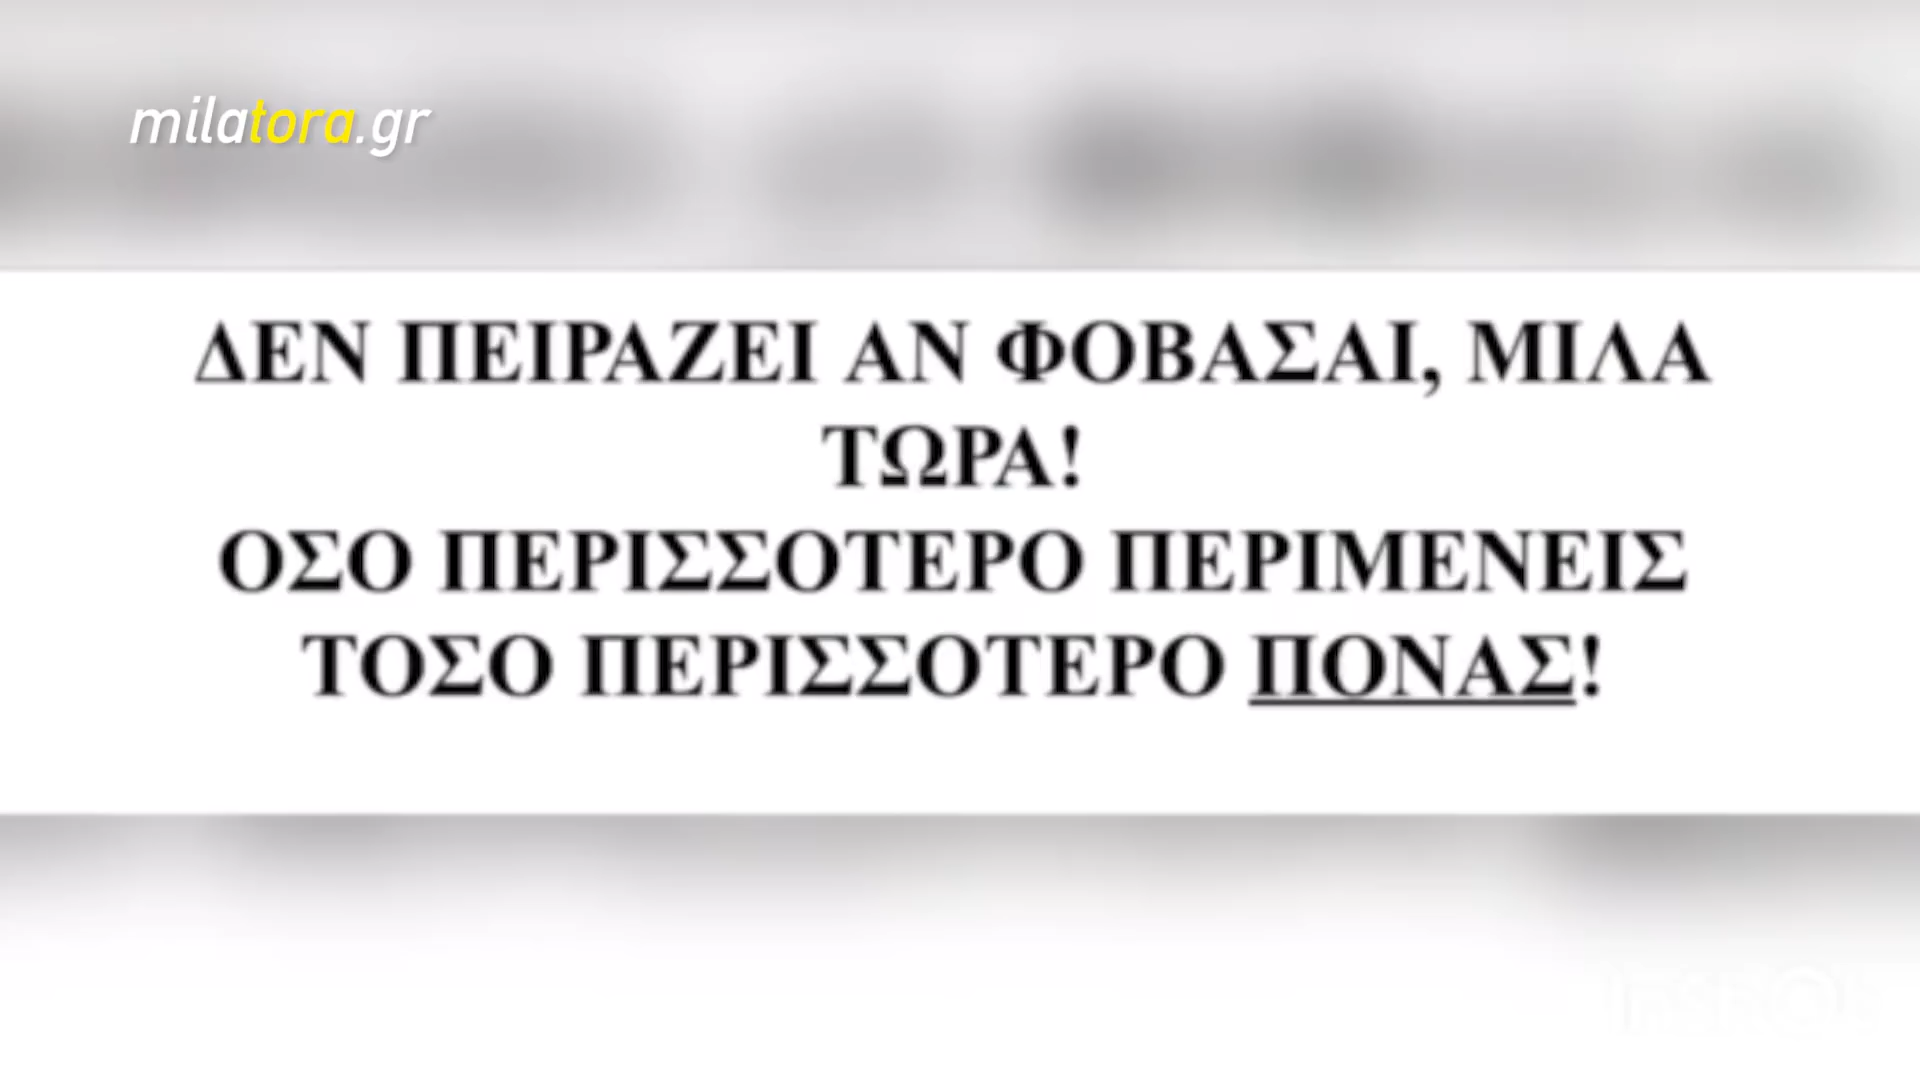 milatora.gr
ΔΕΝ ΠΕΙΡΑΖΕΙ ΑΝ ΦΟΒΑΣΑΙ, ΜΙΛΑ
ΤΩΡΑ!
ΟΣΟ ΠΕΡΙΣΣΟΤΕΡΟ ΠΕΡΙΜΕΝΕΙΣ
ΤΟΣΟ ΠΕΡΙΣΣΟΤΕΡΟ ΠΟΝΑΣ!